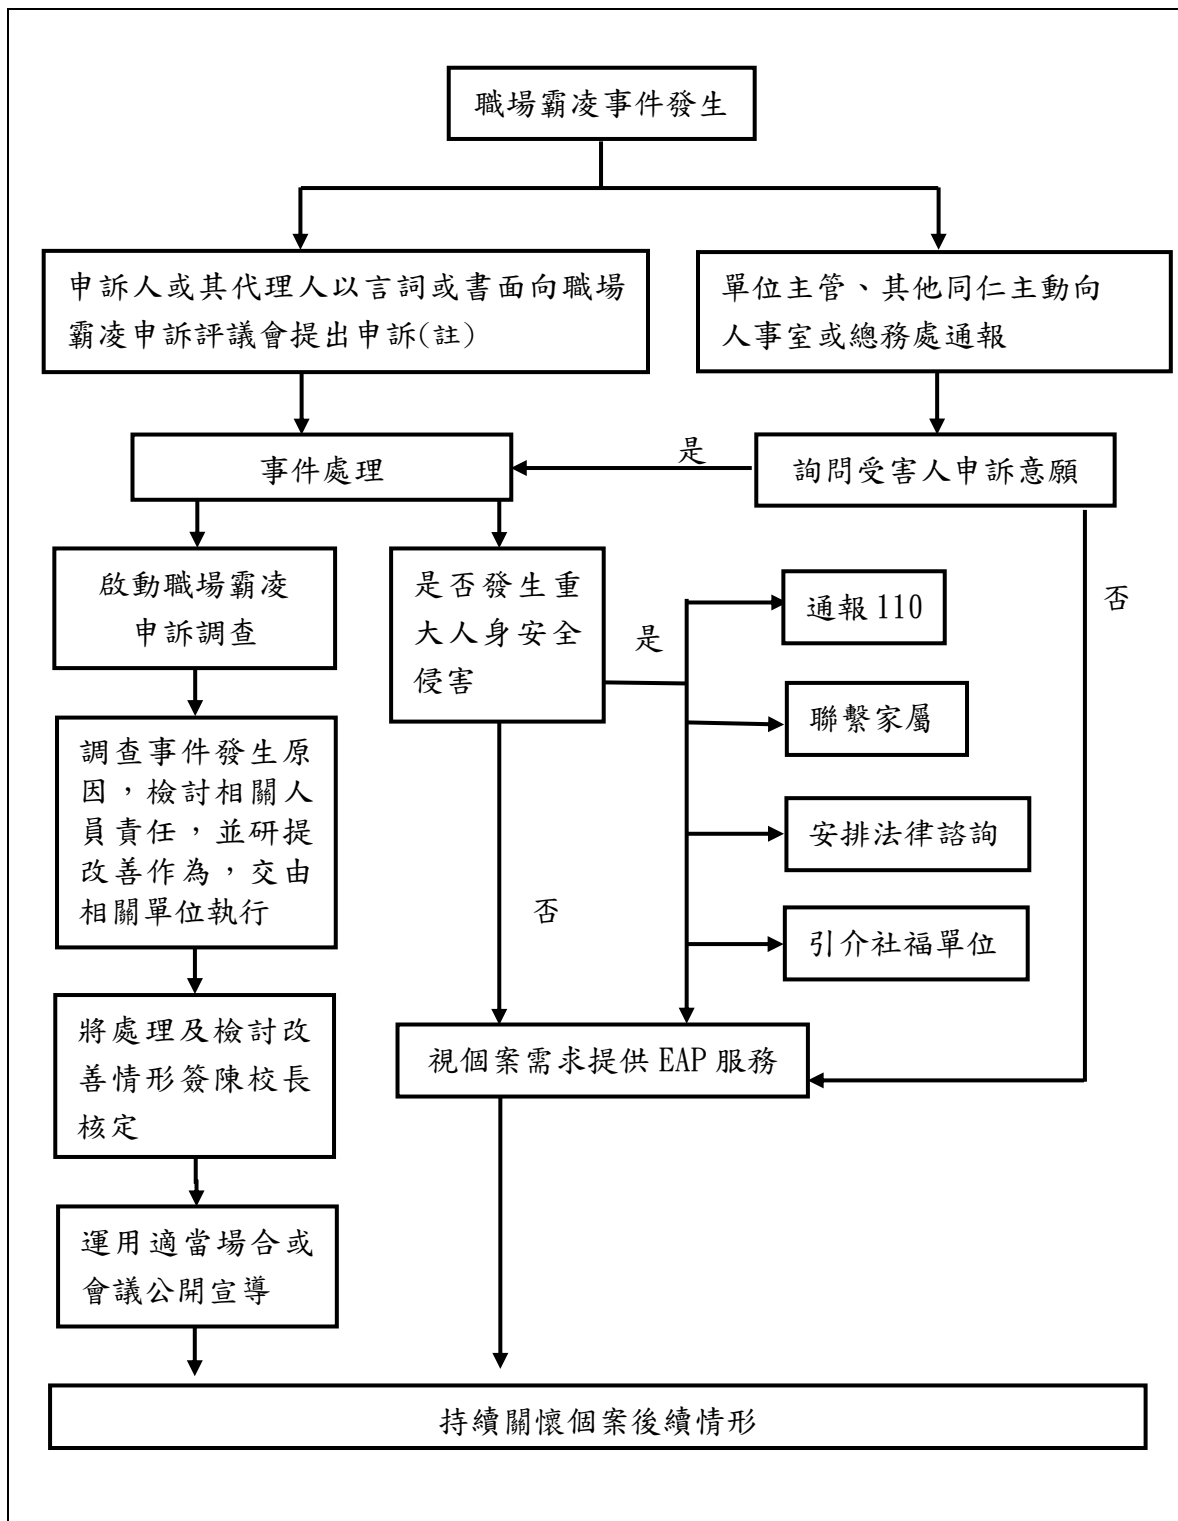 職場霸凌事件發生
申訴人或其代理人以言詞或書面向職場
霸凌申訴評議會提出申訴(註)
單位主管、其他同仁主動向
人事室或總務處通報
事件處理
是
詢問受害人申訴意願
啟動職場霸凌
申訴調查
是否發生重
大人身安全
侵害
是
通報 110
否
聯繫家屬
調查事件發生原
因，檢討相關人
員責任，並研提
改善作為，交由
相關單位執行
安排法律諮詢
否
引介社福單位
將處理及檢討改
善情形簽陳校長
核定
視個案需求提供 EAP 服務
運用適當場合或
會議公開宣導
持續關懷個案後續情形